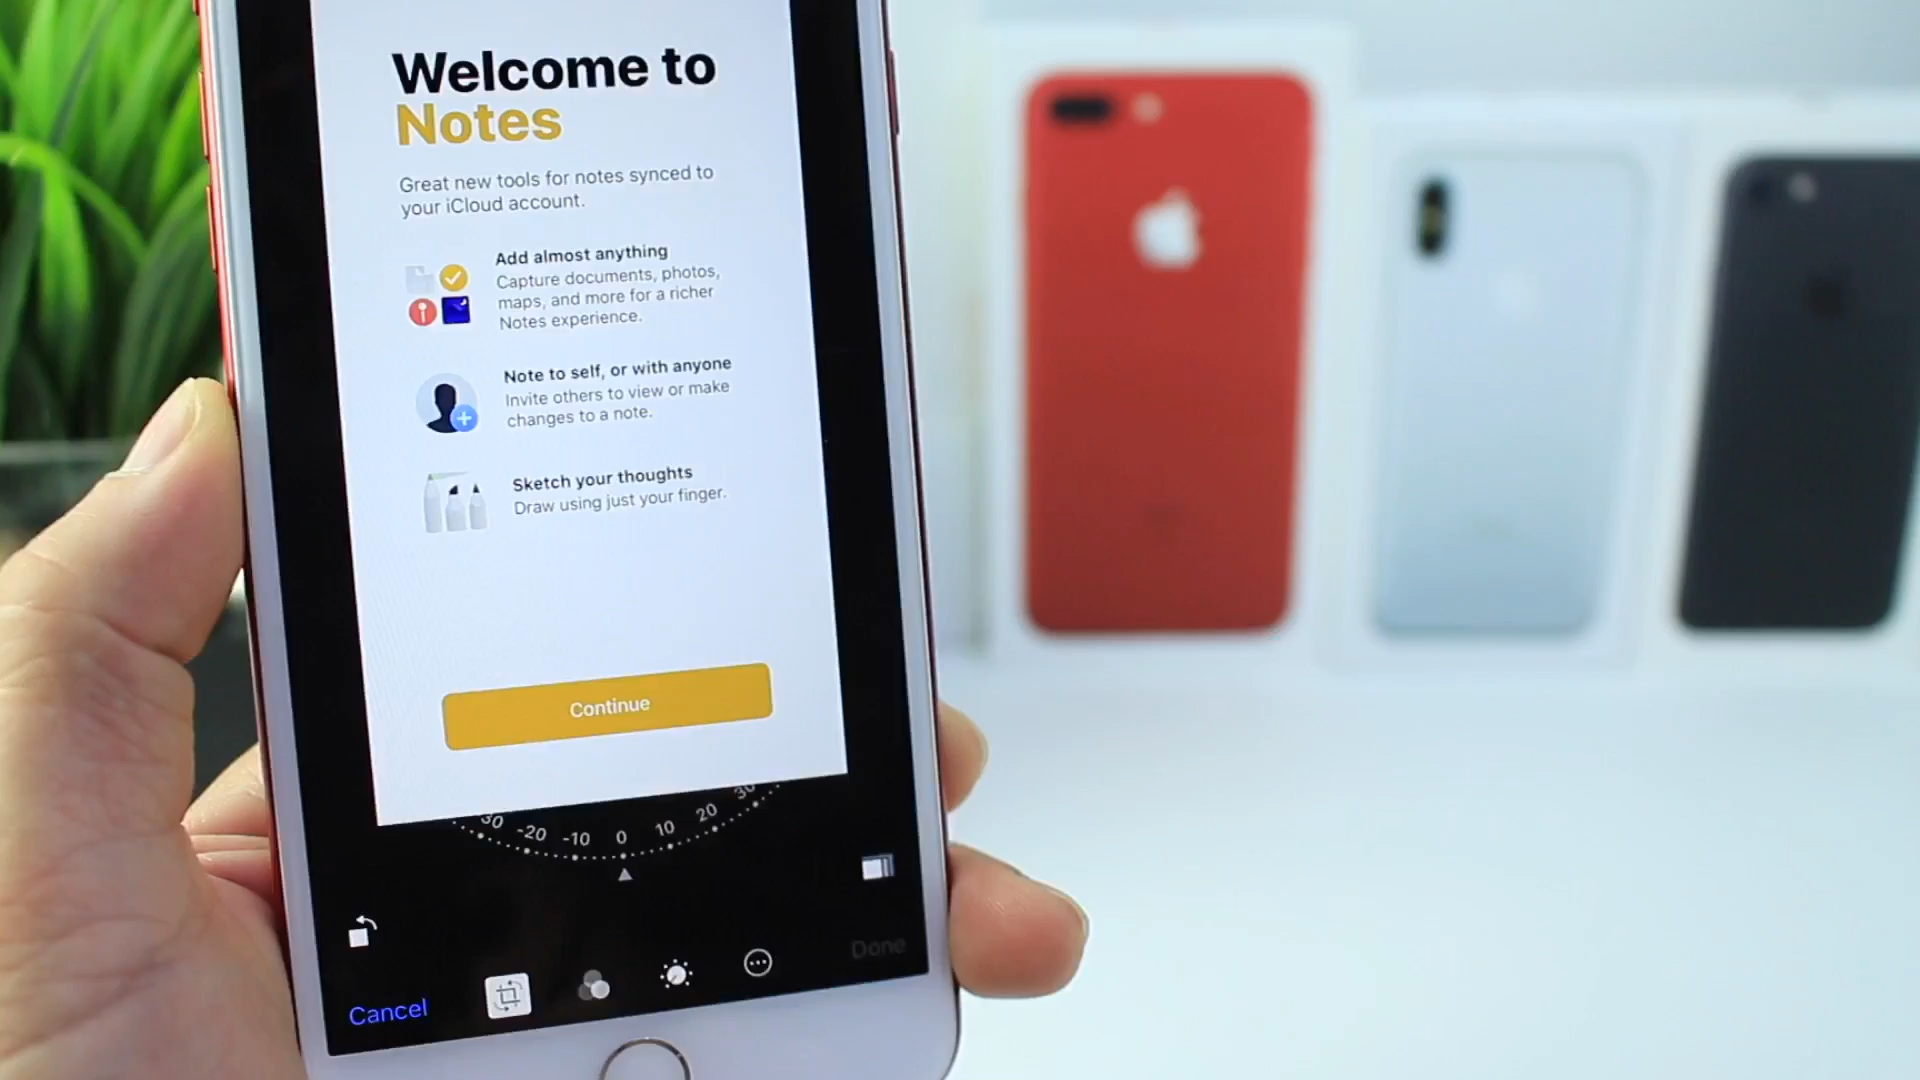 Welcome to
Notes
Great new tools for notes synced to
your iCloud account.
Add almost anything
Capture documents, photos,
maps, and more for a richer
Notes experience.
Note to self, or with anyone
Invite others to view or make
changes to a note.
Sketch your thoughts
Draw using just your finger.
Continue
30 -20 -10 0 10 20 30
Done
Cancel